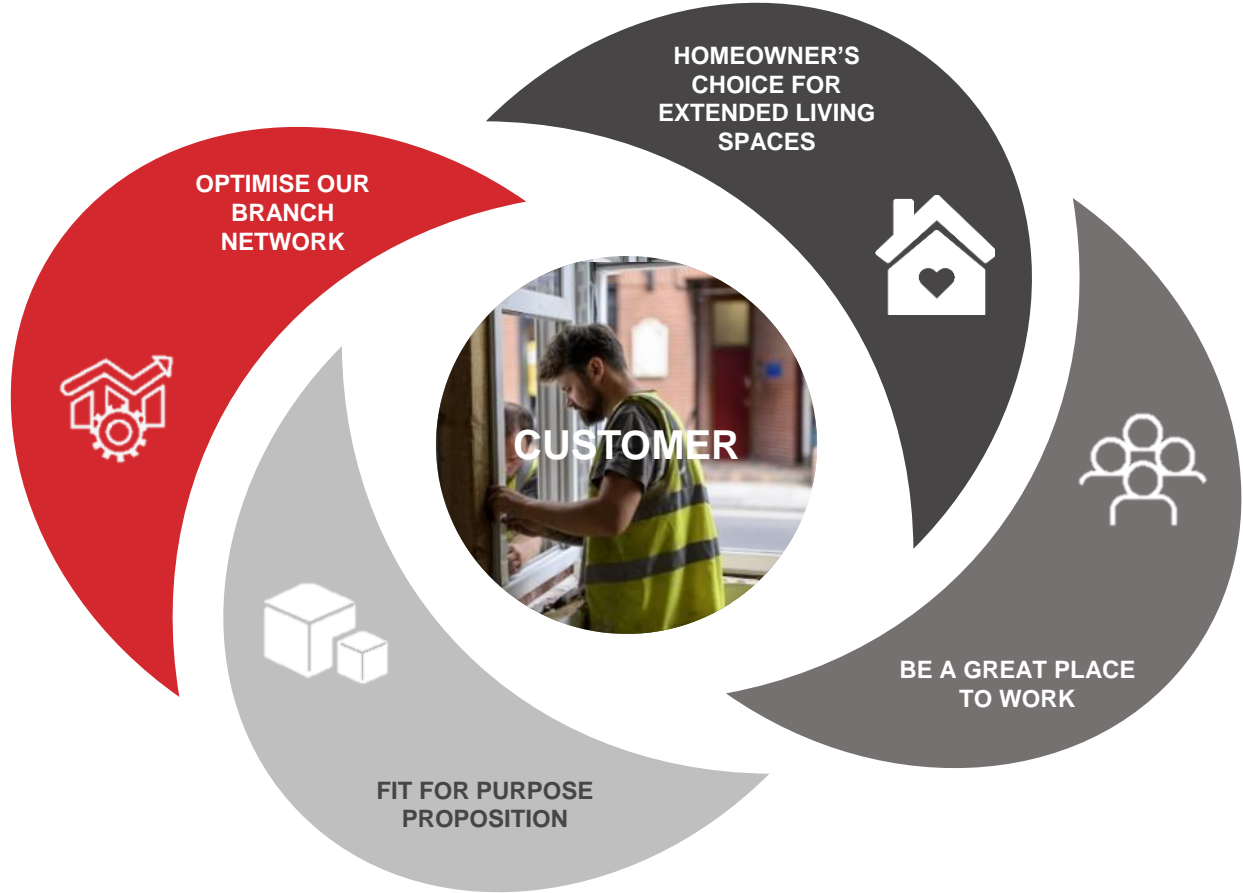 HOMEOWNER’S
CHOICE FOR
EXTENDED LIVING
SPACES
OPTIMISE OUR
BRANCH
NETWORK
CUSTOMER
BE A GREAT PLACE
TO WORK
FIT FOR PURPOSE
PROPOSITION